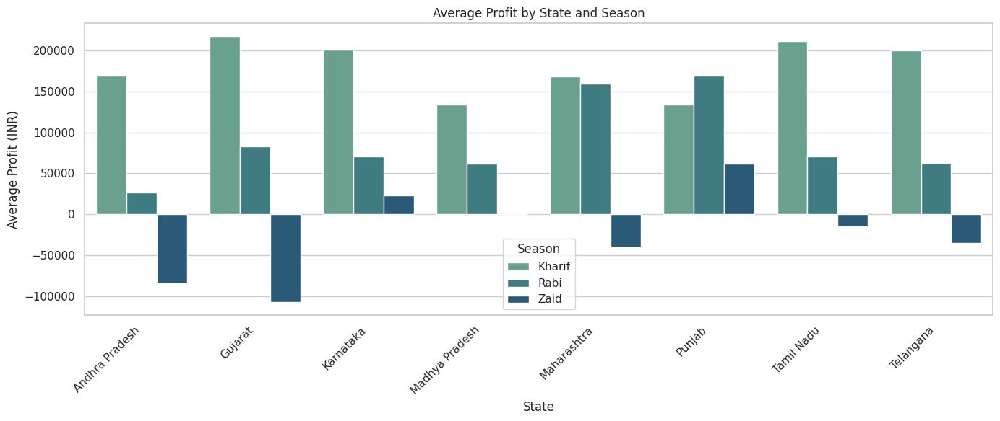 Average Profit by State and Season
Average Profit (INR)
200000
150000
100000
50000
0
−50000
−100000
Season
Kharif
Rabi
Zaid
Andhra Pradesh
Gujarat
Karnataka
Madhya Pradesh
Maharashtra
Punjab
Tamil Nadu
Telangana
State